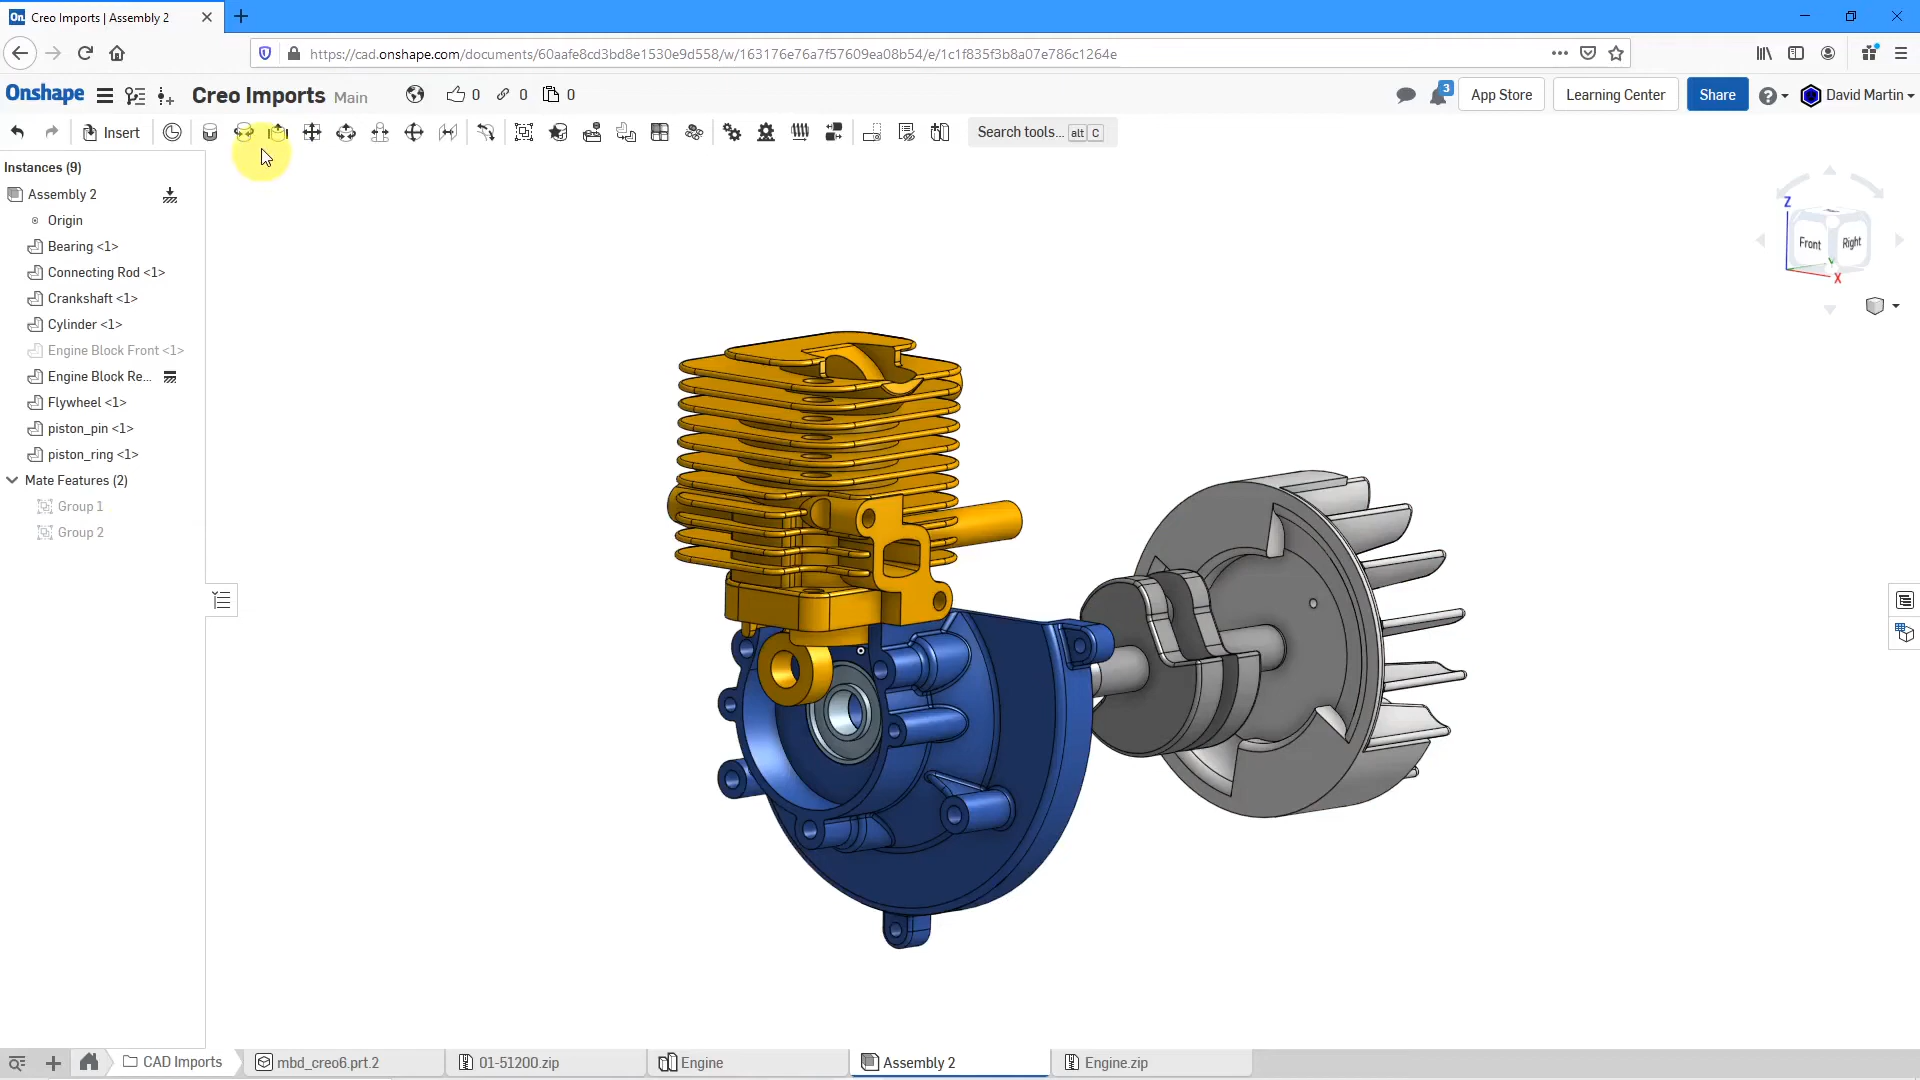 Creo Imports | Assembly 2
https://cad.onshape.com/documents/60aafe8cd3bd8e1530e9d558/w/163176e76a7f57609ea08b54/e/1c1f835f3b8a07e786c1264e
Onshape Creo Imports Main 0 0 0 3 App Store Learning Center Share David Martin
Insert Search tools... alt C
Instances (9)
Assembly 2
Origin
Bearing <1>
Connecting Rod <1>
Crankshaft <1>
Cylinder <1>
Engine Block Front <1>
Engine Block Re...
Flywheel <1>
piston_pin <1>
piston_ring <1>
Mate Features (2)
Group 1
Group 2
Z
Front Right
Y
X
CAD Imports mbd_creo6.prt.2 01-51200.zip Engine Assembly 2 Engine.zip